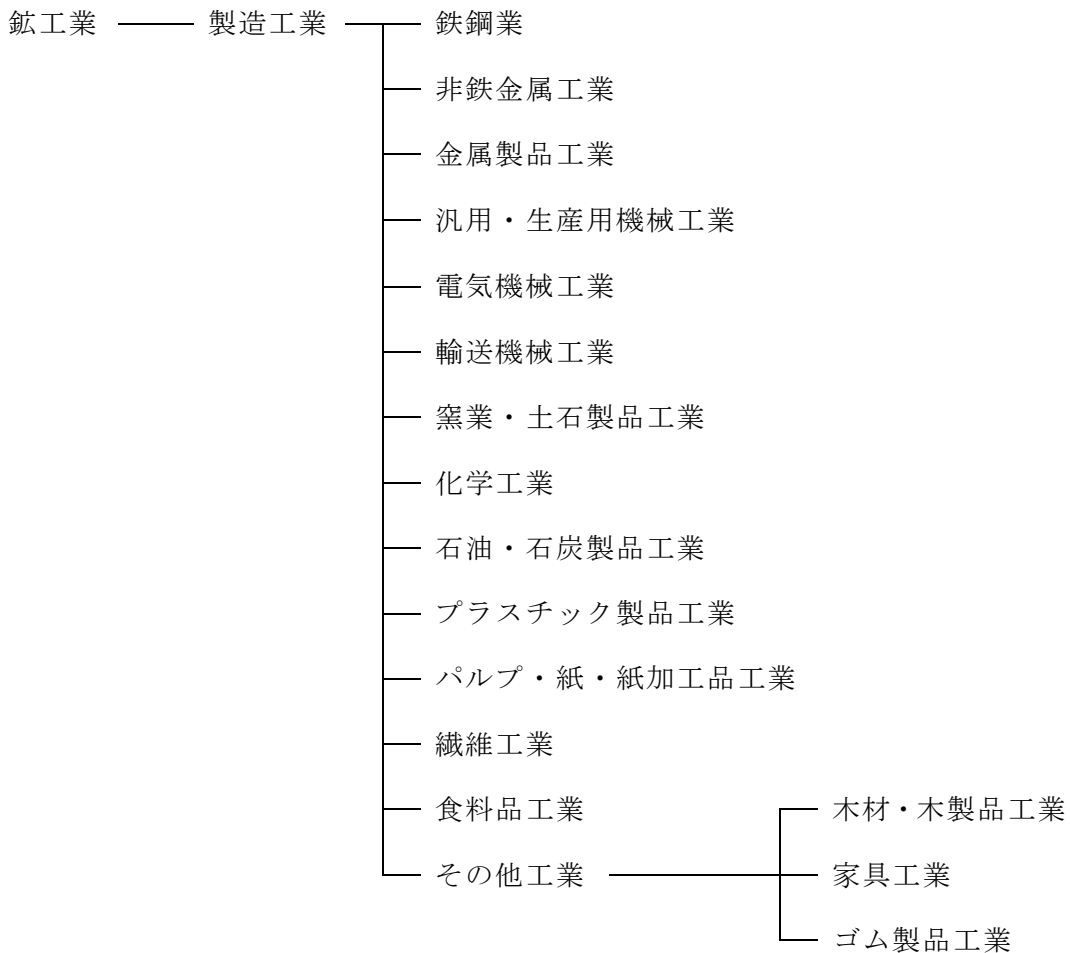 鉱工業 製造工業 鉄鋼業
非鉄金属工業
金属製品工業
汎用・生産用機械工業
電気機械工業
輸送機械工業
窯業・土石製品工業
化学工業
石油・石炭製品工業
プラスチック製品工業
パルプ・紙・紙加工品工業
繊維工業
食料品工業 木材・木製品工業
その他工業 家具工業
ゴム製品工業